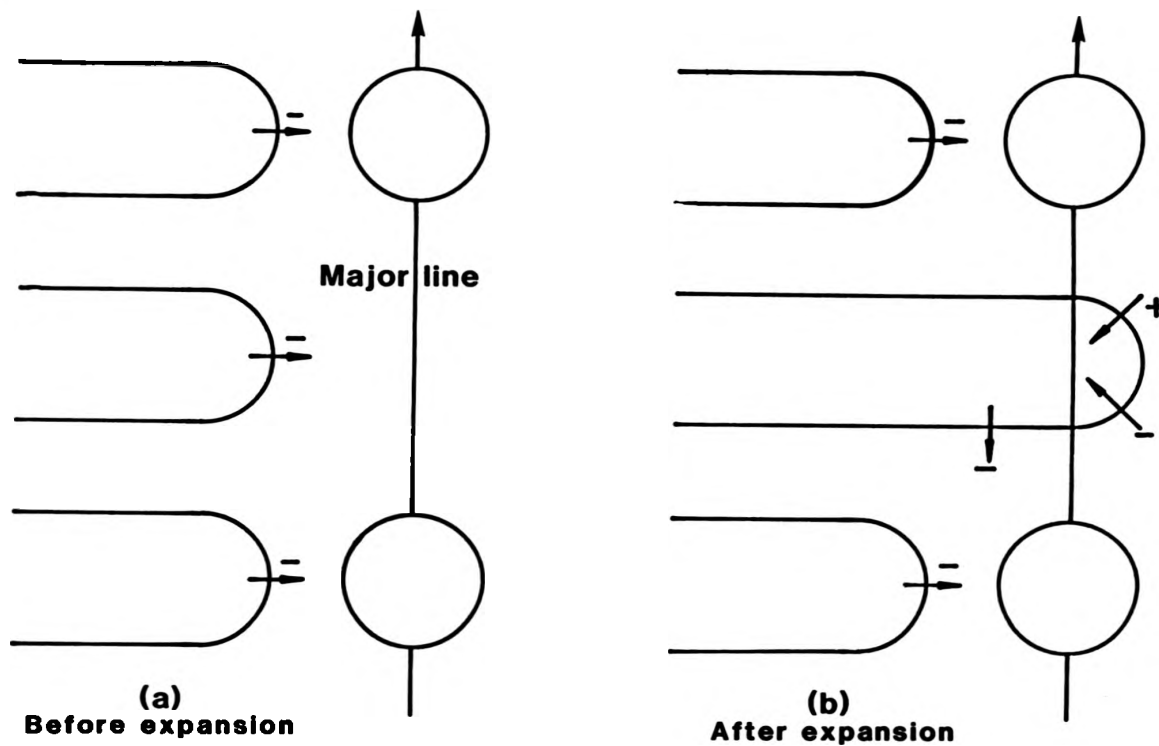 -
-
Major line
-
+
-
-
-
-
-
(a)
Before expansion
(b)
After expansion